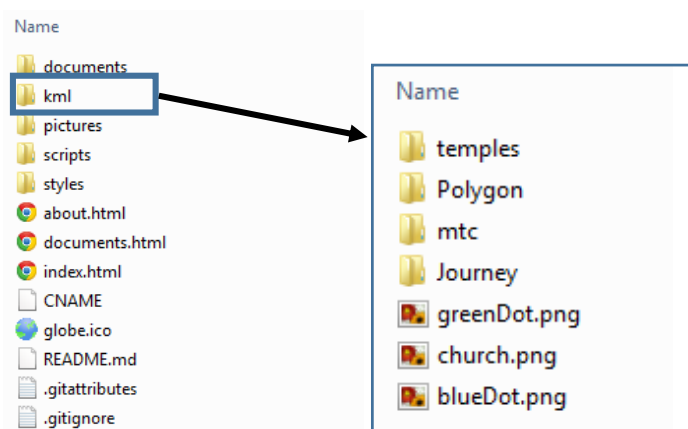 Name
documents
kml
pictures
scripts
styles
about.html
documents.html
index.html
CNAME
globe.ico
README.md
.gitattributes
.gitignore
Name
temples
Polygon
mtc
Journey
greenDot.png
church.png
blueDot.png